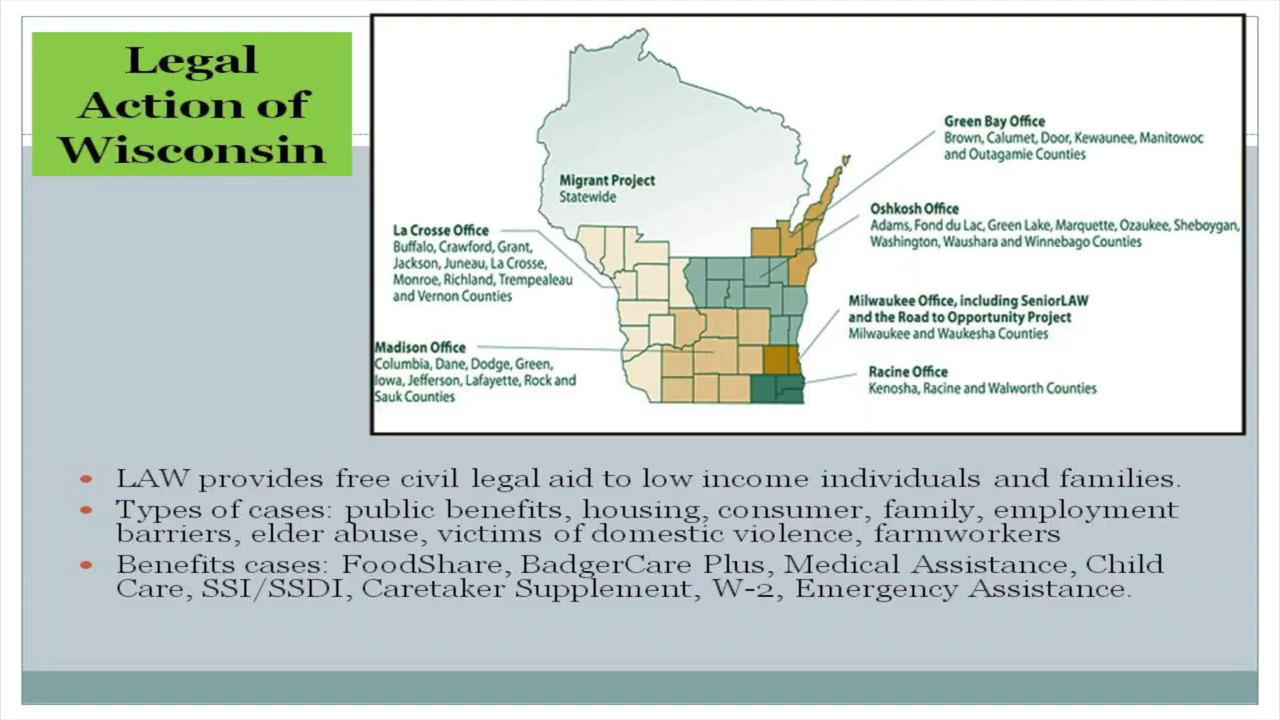 Legal
Action of
Wisconsin
Migrant Project
Statewide
Green Bay Office
Brown, Calumet, Door, Kewaunee, Manitowoc
and Outagamie Counties
Oshkosh Office
Adams, Fond du Lac, Green Lake, Marquette, Ozaukee, Sheboygan,
Washington, Waushara and Winnebago Counties
La Crosse Office
Buffalo, Crawford, Grant,
Jackson, Juneau, La Crosse,
Monroe, Richland, Trempealeau
and Vernon Counties
Milwaukee Office, including SeniorLAW
and the Road to Opportunity Project
Milwaukee and Waukesha Counties
Madison Office
Columbia, Dane, Dodge, Green,
Iowa, Jefferson, Lafayette, Rock and
Sauk Counties
Racine Office
Kenosha, Racine and Walworth Counties
• LAW provides free civil legal aid to low income individuals and families.
• Types of cases: public benefits, housing, consumer, family, employment
barriers, elder abuse, victims of domestic violence, farmworkers
• Benefits cases: FoodShare, BadgerCare Plus, Medical Assistance, Child
Care, SSI/SSDI, Caretaker Supplement, W-2, Emergency Assistance.